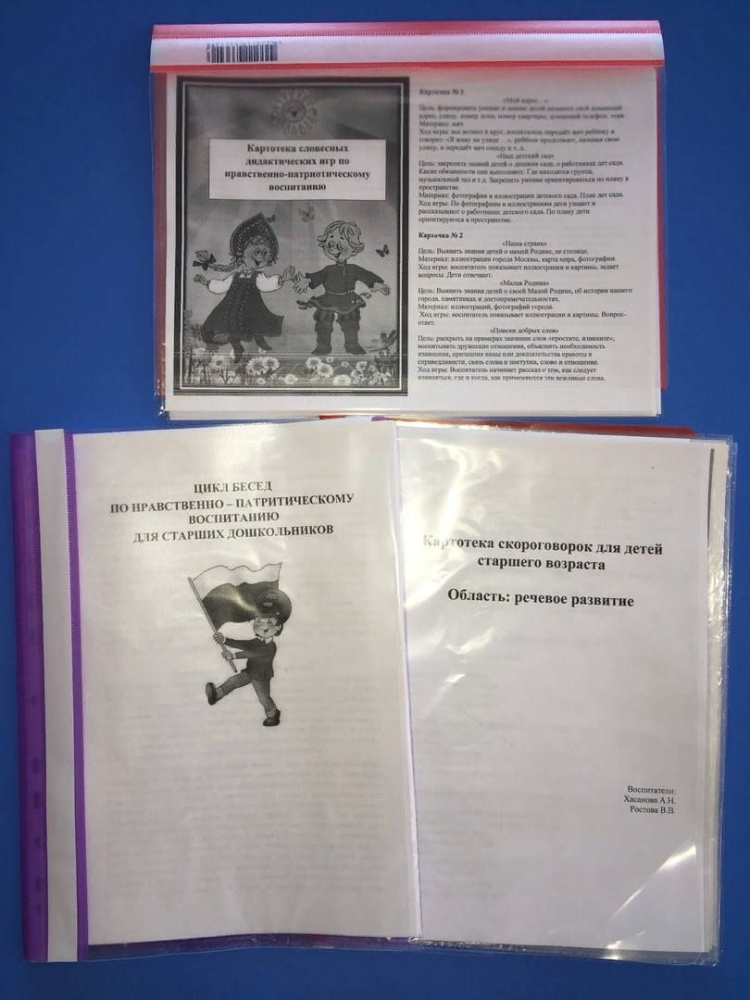 Картотека словесных
дидактических игр по
нравственно-патриотическому
воспитанию
Карточка № 1
«Мой адрес…»
Цель: формировать умение и знание детей называть свой домашний
адрес, улицу, номер дома, номер квартиры, домашний телефон, этаж.
Материал: мяч
Ход игры: все встают в круг, воспитатель передаёт мяч ребёнку и
говорит: «Я живу на улице …», ребёнок продолжает, называя свою
улицу, и передаёт мяч соседу и т. д.
«Наш детский сад»
Цель: закрепить знаний детей о детском саде, о работниках дет.сада.
Какие обязанности они выполняют. Где находятся группа,
музыкальный зал и т.д. Закрепить умение ориентироваться по плану в
пространстве.
Материал: фотографии и иллюстрации детского сада. План дет сада.
Ход игры: По фотографиям и иллюстрациям дети узнают и
рассказывают о работниках детского сада. По плану дети
ориентируются в пространстве.
Карточка № 2
«Наша страна»
Цель: Выявить знания детей о нашей Родине, ее столице.
Материал: иллюстрации города Москвы, карта мира, фотографии.
Ход игры: воспитатель показывает иллюстрации и картины, задает
вопросы. Дети отвечают.
«Малая Родина»
Цель: Выявить знания детей о своей Малой Родине, об истории нашего
города, памятниках и достопримечательностях.
Материал: иллюстраций, фотографий города.
Ход игры: воспитатель показывает иллюстрации и картины. Вопрос-
ответ.
«Поиски добрых слов»
Цель: раскрыть на примерах значение слов «простите, извините»,
воспитывать дружеские отношения, объяснить необходимость
извинения, признания вины или доказательства правоты и
справедливости, связь слова и поступка, слово и отношение.
Ход игры: Воспитатель начинает рассказ о том, как следует
извиняться, где и когда, как применяются эти вежливые слова.
ЦИКЛ БЕСЕД
ПО НРАВСТВЕННО – ПАТРИТИЧЕСКОМУ
ВОСПИТАНИЮ
ДЛЯ СТАРШИХ ДОШКОЛЬНИКОВ
Картотека скороговорок для детей
старшего возраста
Область: речевое развитие
Воспитатели:
Хасанова А.Н.
Ростова В.В.